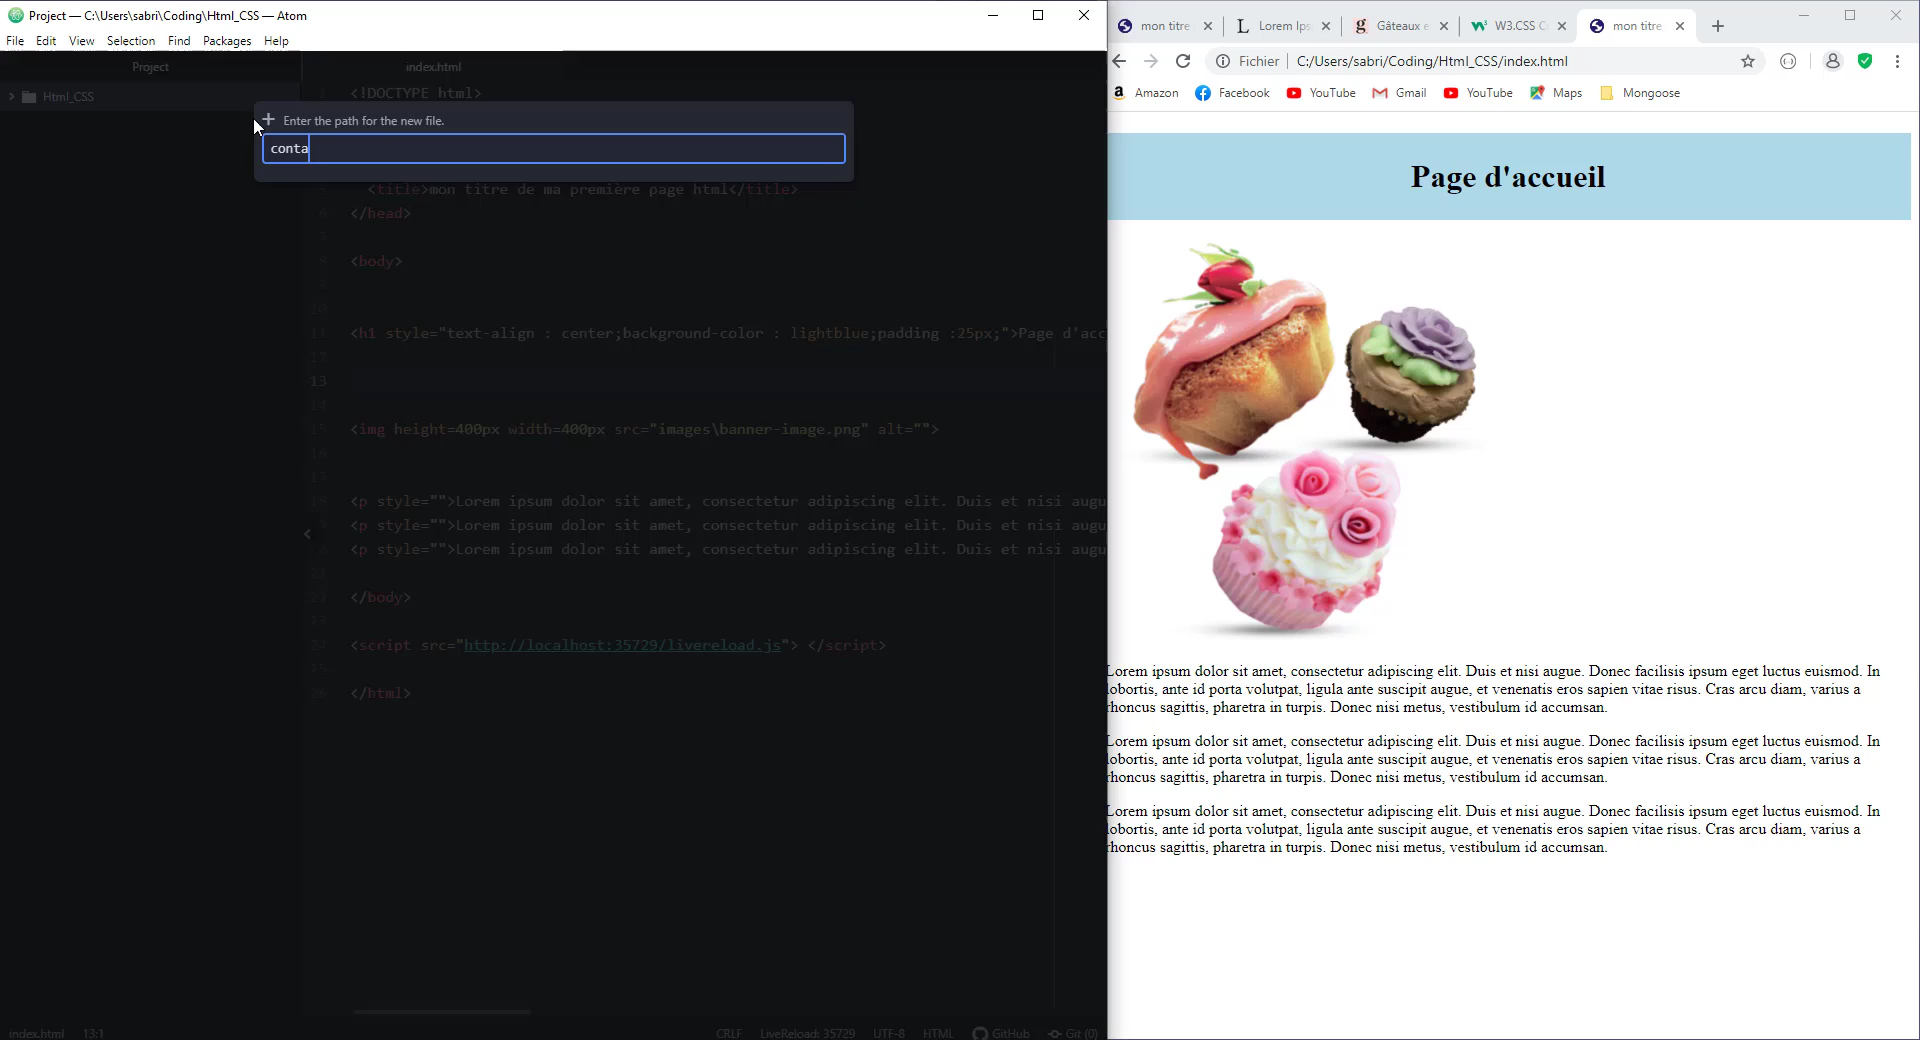 Project — C:\Users\sabri\Coding\Html_CSS — Atom
File Edit View Selection Find Packages Help
Project
index.html
Html_CSS
<!DOCTYPE html>
Enter the path for the new file.
conta
<title>mon titre de ma première page html</title>
</head>
<body>
<h1 style="text-align : center;background-color : lightblue;padding :25px;">Page d'acc
13
<img height=400px width=400px src="images\banner-image.png" alt="">
<p style="">Lorem ipsum dolor sit amet, consectetur adipiscing elit. Duis et nisi augu
<p style="">Lorem ipsum dolor sit amet, consectetur adipiscing elit. Duis et nisi augu
<p style="">Lorem ipsum dolor sit amet, consectetur adipiscing elit. Duis et nisi augu
</body>
<script src="http://localhost:35729/livereload.js"> </script>
</html>
index.html 13:1 CRLF LiveReload: 35729 UTF-8 HTML GitHub Git (0)
mon titre Lorem Ips Gâteaux e W3.CSS C mon titre
Fichier C:/Users/sabri/Coding/Html_CSS/index.html
Amazon Facebook YouTube Gmail YouTube Maps Mongoose
Page d'accueil
Lorem ipsum dolor sit amet, consectetur adipiscing elit. Duis et nisi augue. Donec facilisis ipsum eget luctus euismod. In
lobortis, ante id porta volutpat, ligula ante suscipit augue, et venenatis eros sapien vitae risus. Cras arcu diam, varius a
rhoncus sagittis, pharetra in turpis. Donec nisi metus, vestibulum id accumsan.
Lorem ipsum dolor sit amet, consectetur adipiscing elit. Duis et nisi augue. Donec facilisis ipsum eget luctus euismod. In
lobortis, ante id porta volutpat, ligula ante suscipit augue, et venenatis eros sapien vitae risus. Cras arcu diam, varius a
rhoncus sagittis, pharetra in turpis. Donec nisi metus, vestibulum id accumsan.
Lorem ipsum dolor sit amet, consectetur adipiscing elit. Duis et nisi augue. Donec facilisis ipsum eget luctus euismod. In
lobortis, ante id porta volutpat, ligula ante suscipit augue, et venenatis eros sapien vitae risus. Cras arcu diam, varius a
rhoncus sagittis, pharetra in turpis. Donec nisi metus, vestibulum id accumsan.